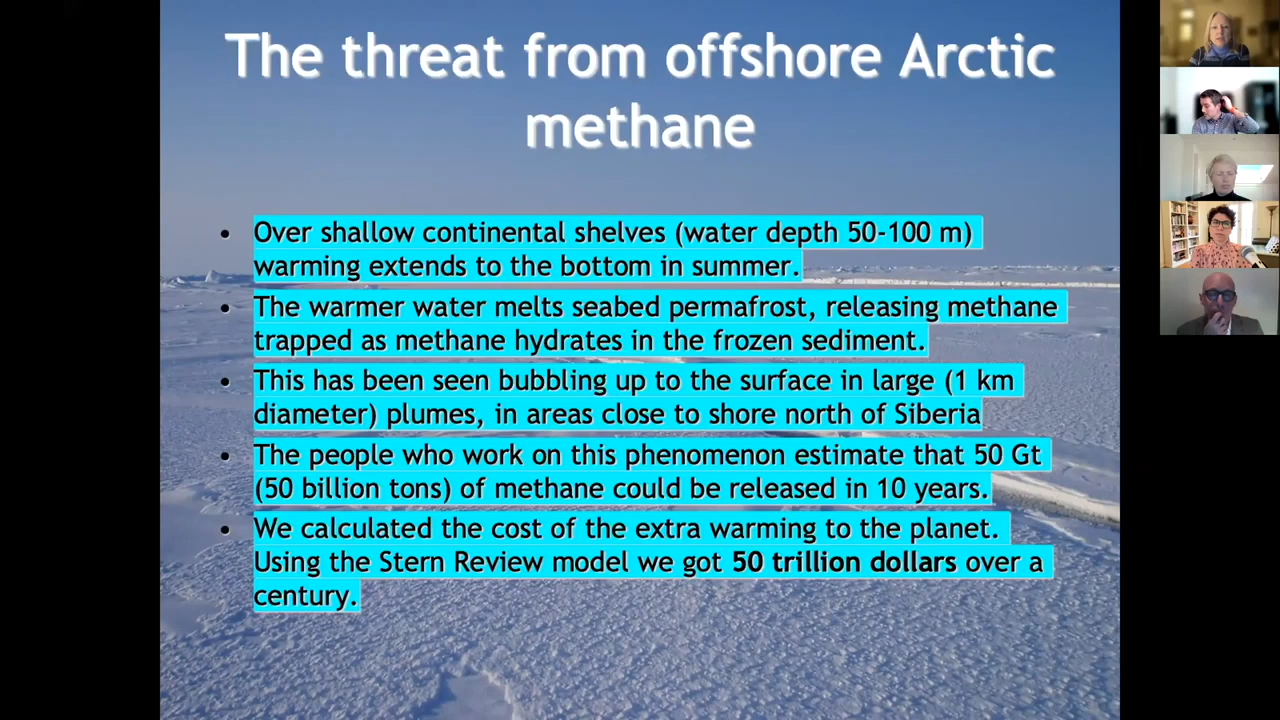 The threat from offshore Arctic
methane
• Over shallow continental shelves (water depth 50-100 m)
warming extends to the bottom in summer.
• The warmer water melts seabed permafrost, releasing methane
trapped as methane hydrates in the frozen sediment.
• This has been seen bubbling up to the surface in large (1 km
diameter) plumes, in areas close to shore north of Siberia
• The people who work on this phenomenon estimate that 50 Gt
(50 billion tons) of methane could be released in 10 years.
• We calculated the cost of the extra warming to the planet.
Using the Stern Review model we got 50 trillion dollars over a
century.